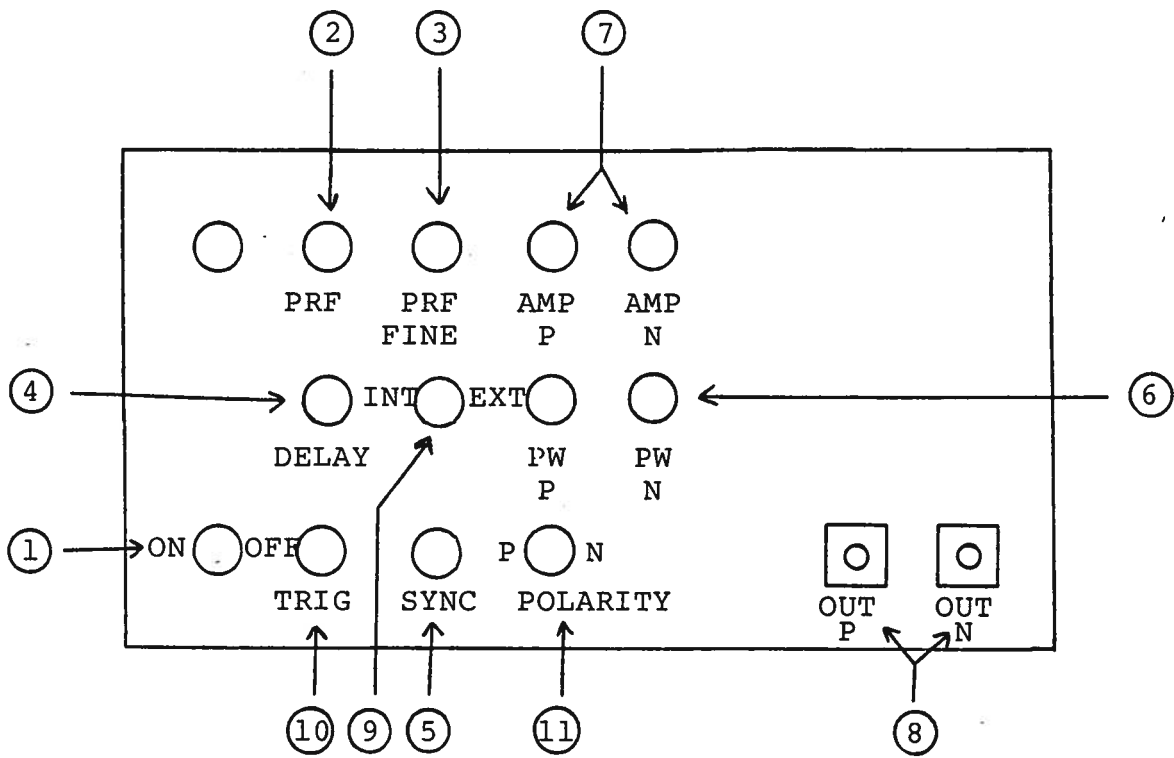 2 3 7
PRF PRF AMP AMP
FINE P N
4 INT EXT 6
DELAY PW PW
P N
1 ON OFF P N
TRIG SYNC POLARITY OUT OUT
P N
10 9 5 11 8